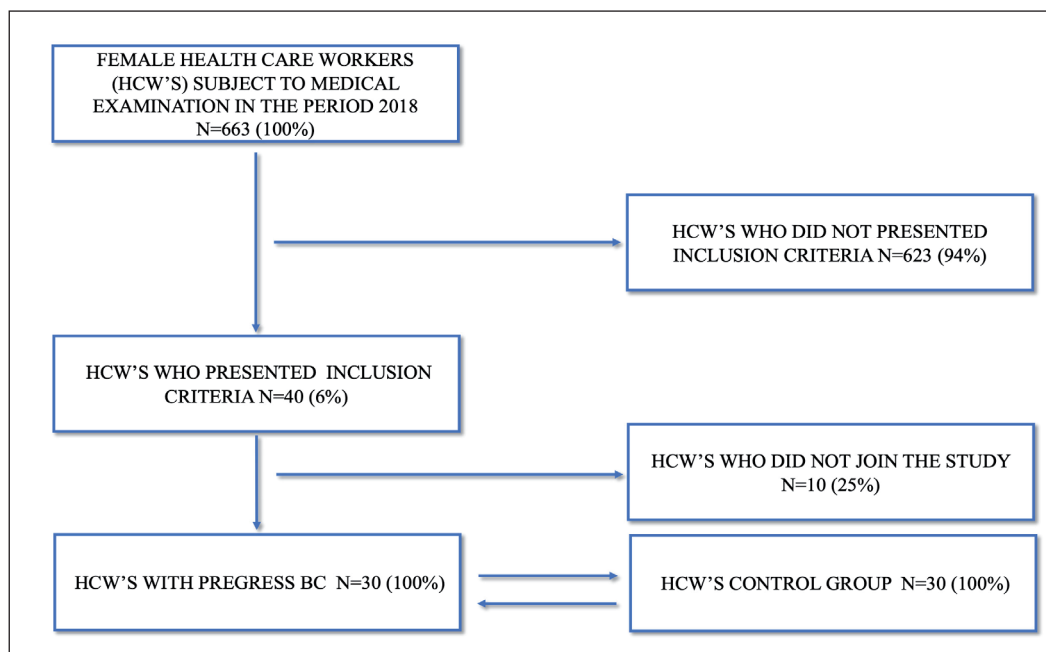 FEMALE HEALTH CARE WORKERS
(HCW'S) SUBJECT TO MEDICAL
EXAMINATION IN THE PERIOD 2018
N=663 (100%)
HCW'S WHO DID NOT PRESENTED
INCLUSION CRITERIA N=623 (94%)
HCW'S WHO PRESENTED INCLUSION
CRITERIA N=40 (6%)
HCW'S WHO DID NOT JOIN THE STUDY
N=10 (25%)
HCW'S WITH PREGRESS BC N=30 (100%)
HCW'S CONTROL GROUP N=30 (100%)